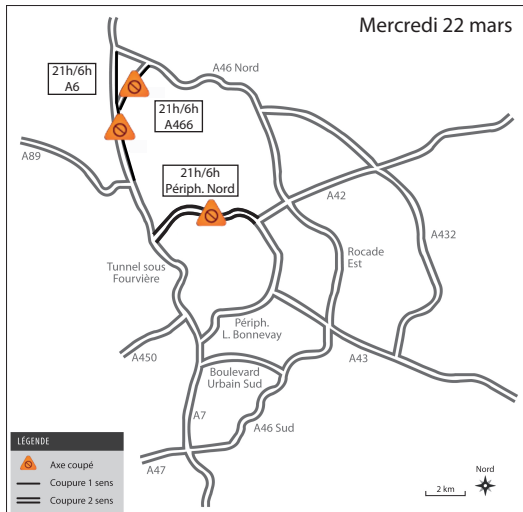 Mercredi 22 mars
21h/6h
A6
A46 Nord
21h/6h
A466
A89
21h/6h
Périph. Nord
A42
A432
Rocade
Est
Tunnel sous
Fourvière
Périph.
L. Bonnevay
A450
A43
Boulevard
Urbain Sud
A7
A46 Sud
A47
LÉGENDE
Axe coupé
Coupure 1 sens
Coupure 2 sens
Nord
2 km